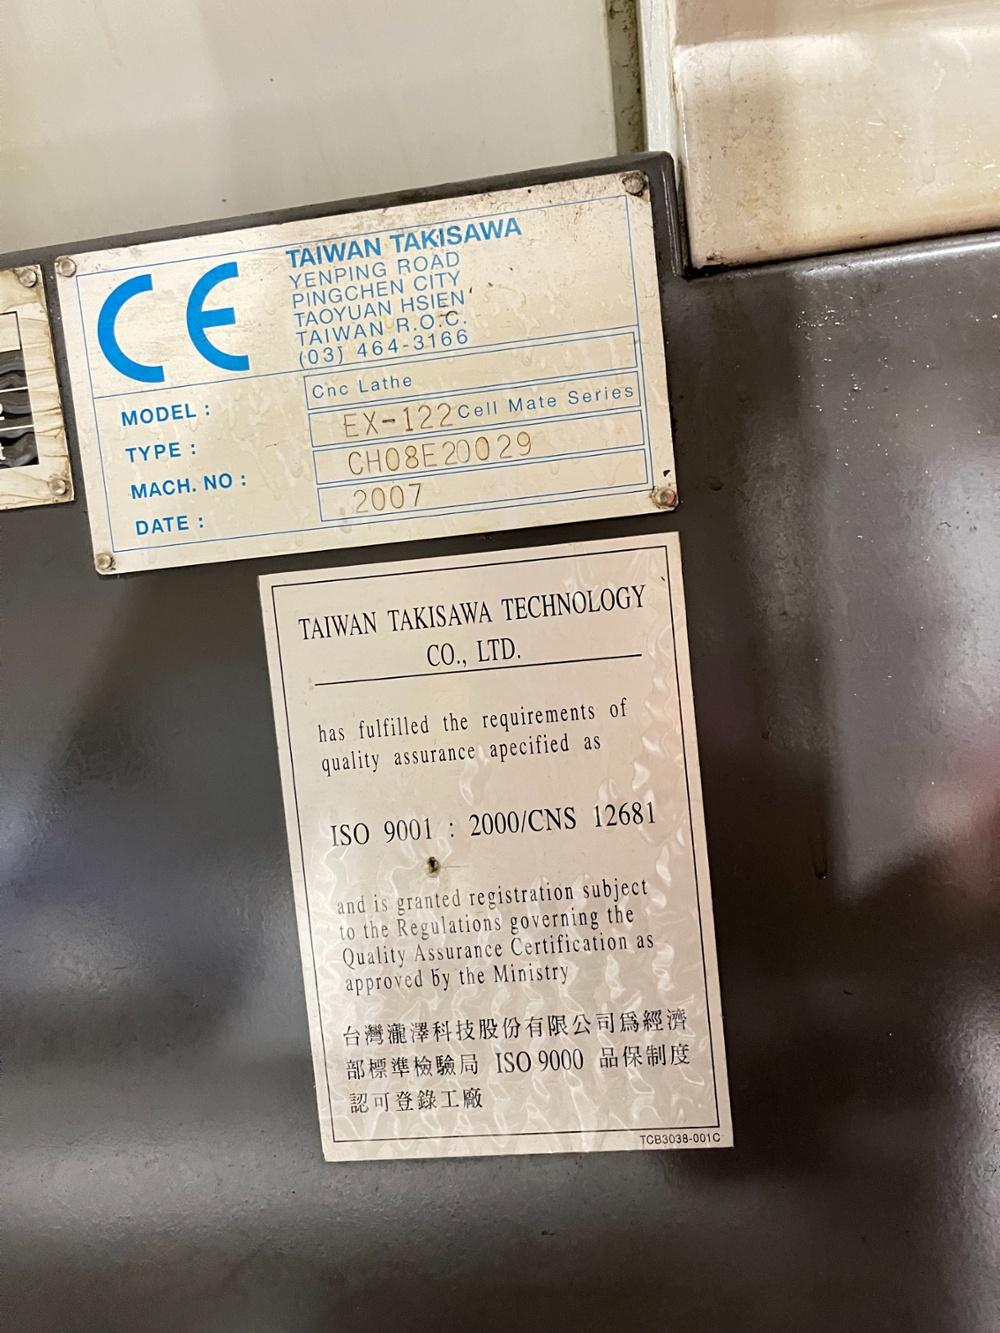 CE
TAIWAN TAKISAWA
YENPING ROAD
PINGCHEN CITY
TAOYUAN HSIEN
TAIWAN R.O.C.
(03) 464-3166
MODEL : Cnc Lathe
TYPE : EX-122 Cell Mate Series
MACH. NO : CH08E20029
DATE : 2007
TAIWAN TAKISAWA TECHNOLOGY
CO., LTD.
has fulfilled the requirements of
quality assurance apecified as
ISO 9001 : 2000/CNS 12681
and is granted registration subject
to the Regulations governing the
Quality Assurance Certification as
approved by the Ministry
台灣瀧澤科技股份有限公司爲經濟
部標準檢驗局 ISO 9000 品保制度
認可登錄工廠
TCB3038-001C